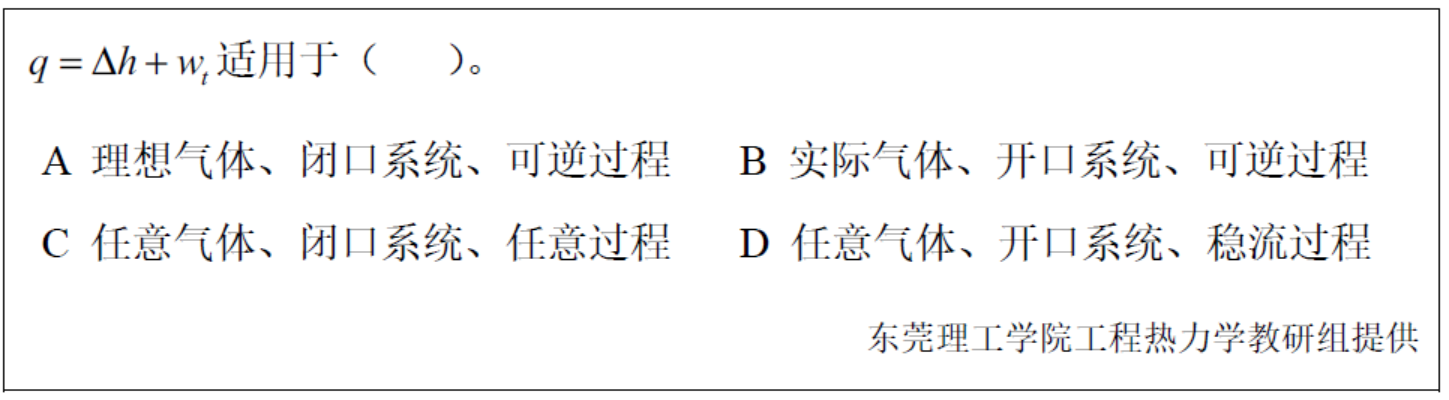 q = Δh + wₜ 适用于（　　）。
A 理想气体、闭口系统、可逆过程　B 实际气体、开口系统、可逆过程
C 任意气体、闭口系统、任意过程　D 任意气体、开口系统、稳流过程
东莞理工学院工程热力学教研组提供